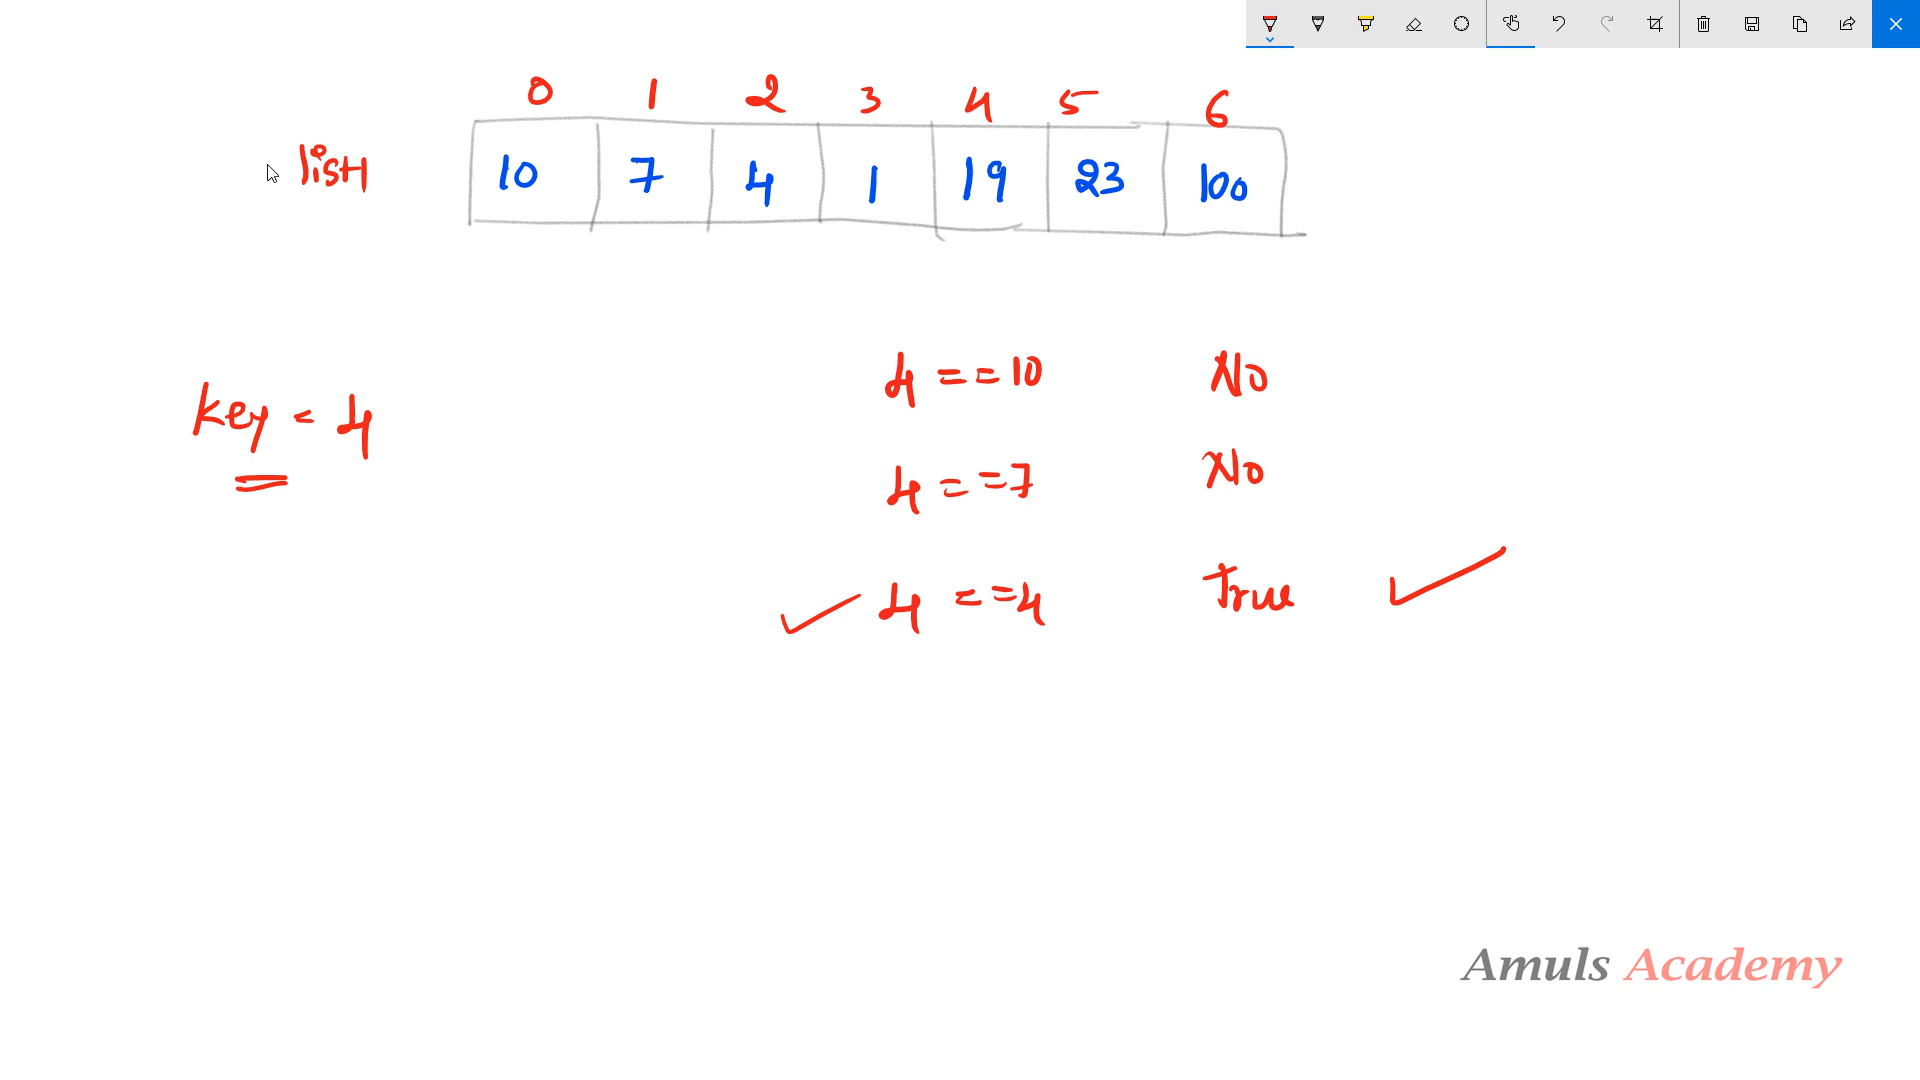 0 1 2 3 4 5 6
list 10 7 4 1 19 23 100
4 == 10 No
key = 4
4 == 7 No
4 == 4 True
Amuls Academy